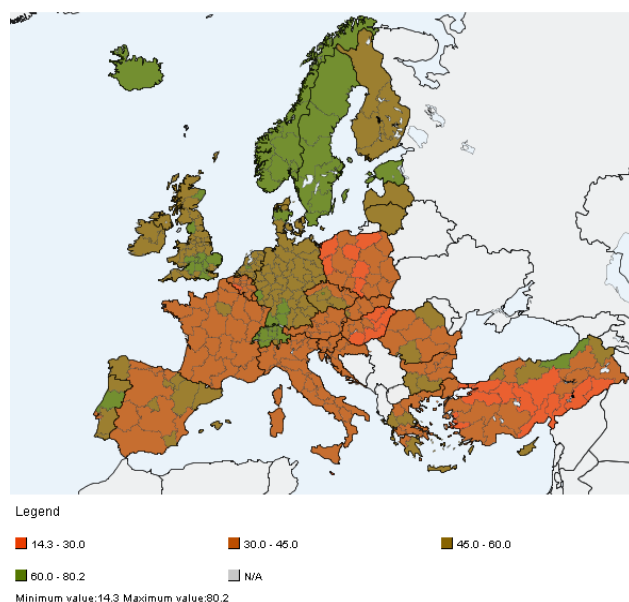 Legend
14.3 - 30.0
30.0 - 45.0
45.0 - 60.0
60.0 - 80.2
N/A
Minimum value:14.3 Maximum value:80.2